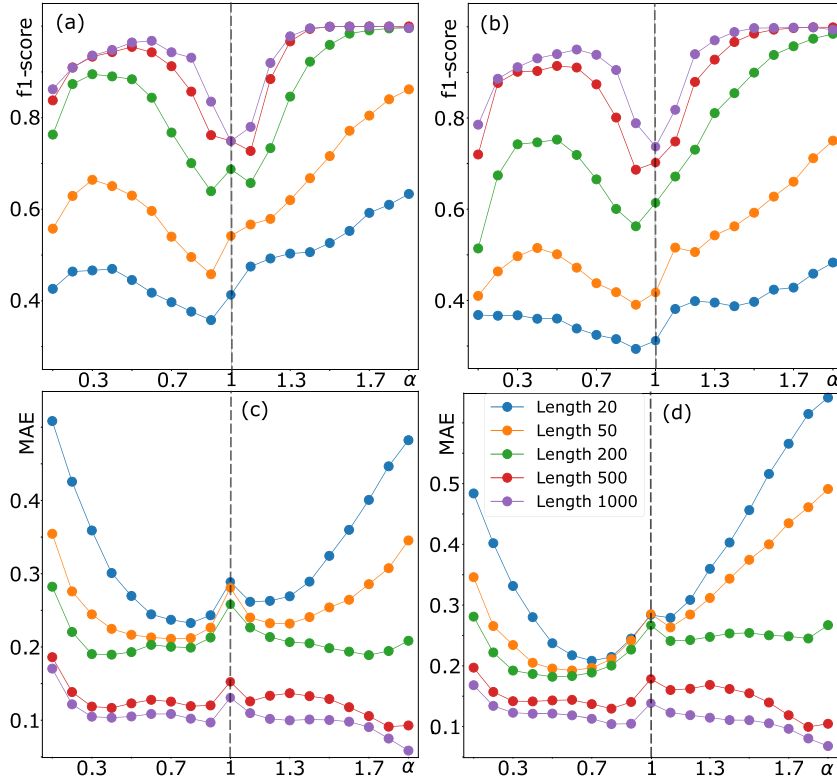 (a)
f1-score
0.8
0.6
0.4
0.3 0.7 1 1.3 1.7 α
(b)
f1-score
0.8
0.6
0.4
0.3 0.7 1 1.3 1.7 α
(c)
MAE
0.4
0.3
0.2
0.1
0.3 0.7 1 1.3 1.7 α
(d)
MAE
Length 20
Length 50
Length 200
Length 500
Length 1000
0.5
0.4
0.3
0.2
0.1
0.3 0.7 1 1.3 1.7 α